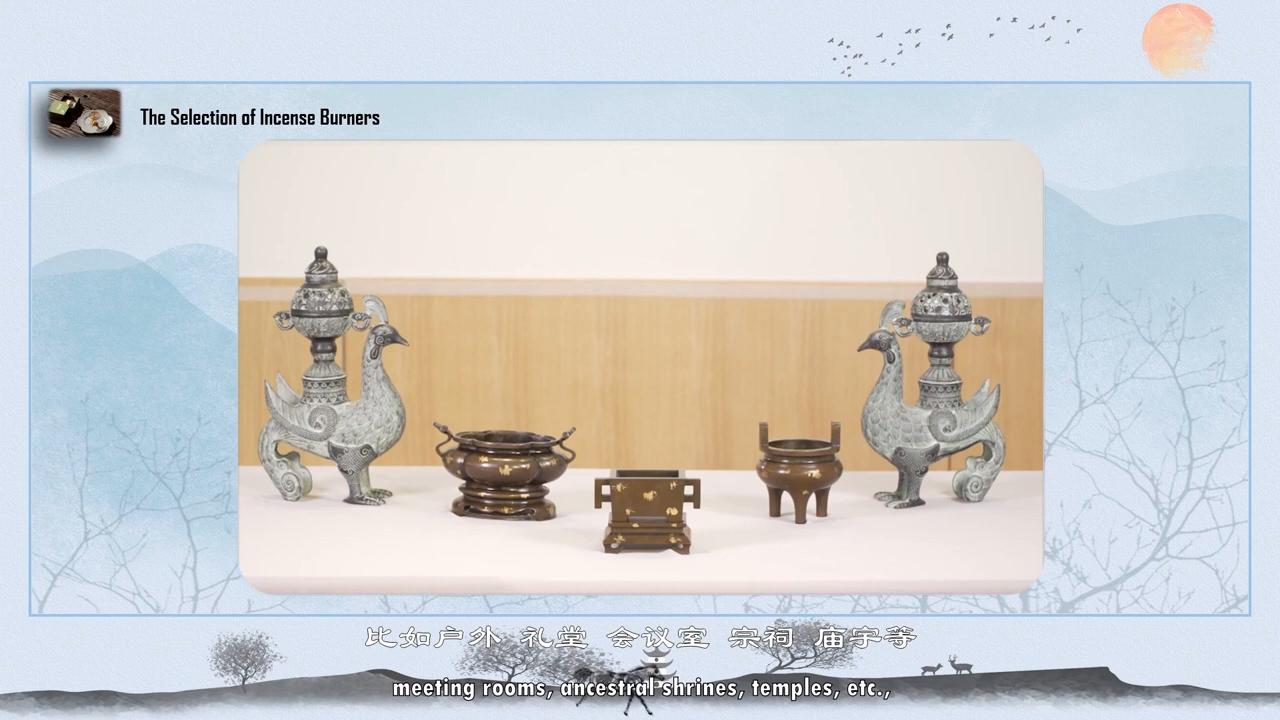 The Selection of Incense Burners
比如户外 礼堂 会议室 宗祠 庙宇等
meeting rooms, ancestral shrines, temples, etc.,